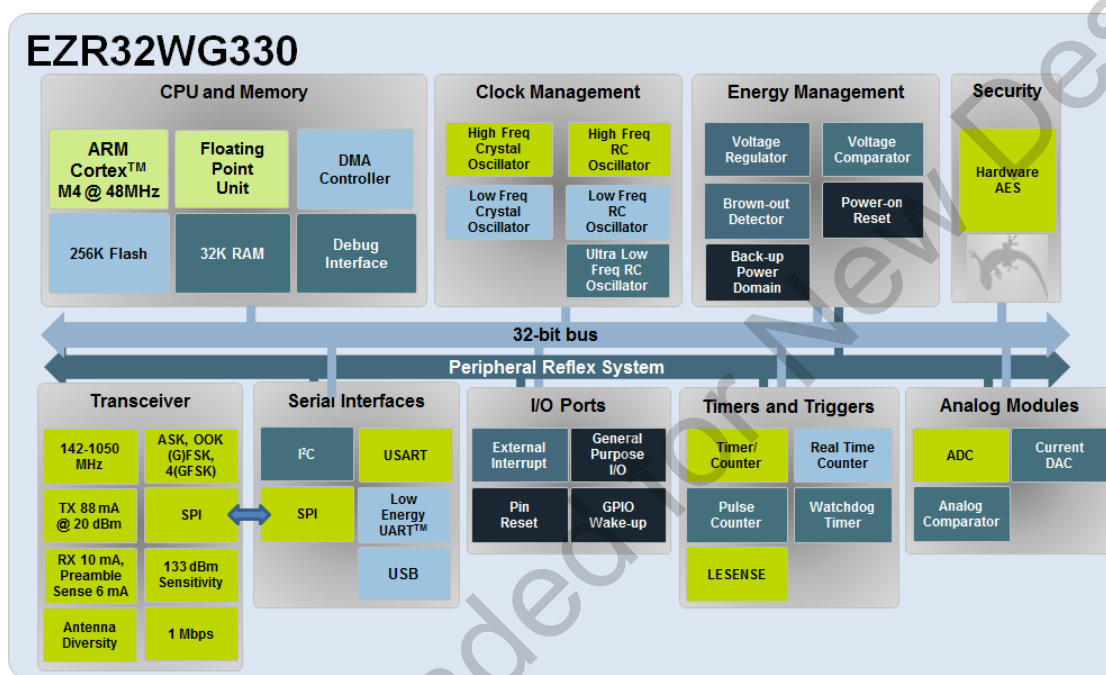 EZR32WG330
CPU and Memory
ARM
Cortex™
M4 @ 48MHz
Floating
Point
Unit
DMA
Controller
256K Flash
32K RAM
Debug
Interface
Clock Management
High Freq
Crystal
Oscillator
High Freq
RC
Oscillator
Low Freq
Crystal
Oscillator
Low Freq
RC
Oscillator
Ultra Low
Freq RC
Oscillator
Energy Management
Voltage
Regulator
Voltage
Comparator
Brown-out
Detector
Power-on
Reset
Back-up
Power
Domain
Security
Hardware
AES
32-bit bus
Peripheral Reflex System
Transceiver
142-1050
MHz
ASK, OOK
(G)FSK,
4(GFSK)
TX 88 mA
@ 20 dBm
SPI
RX 10 mA,
Preamble
Sense 6 mA
133 dBm
Sensitivity
Antenna
Diversity
1 Mbps
Serial Interfaces
I²C
USART
SPI
Low
Energy
UART™
USB
I/O Ports
External
Interrupt
General
Purpose
I/O
Pin
Reset
GPIO
Wake-up
Timers and Triggers
Timer/
Counter
Real Time
Counter
Pulse
Counter
Watchdog
Timer
LESENSE
Analog Modules
ADC
Current
DAC
Analog
Comparator
ended for New Des